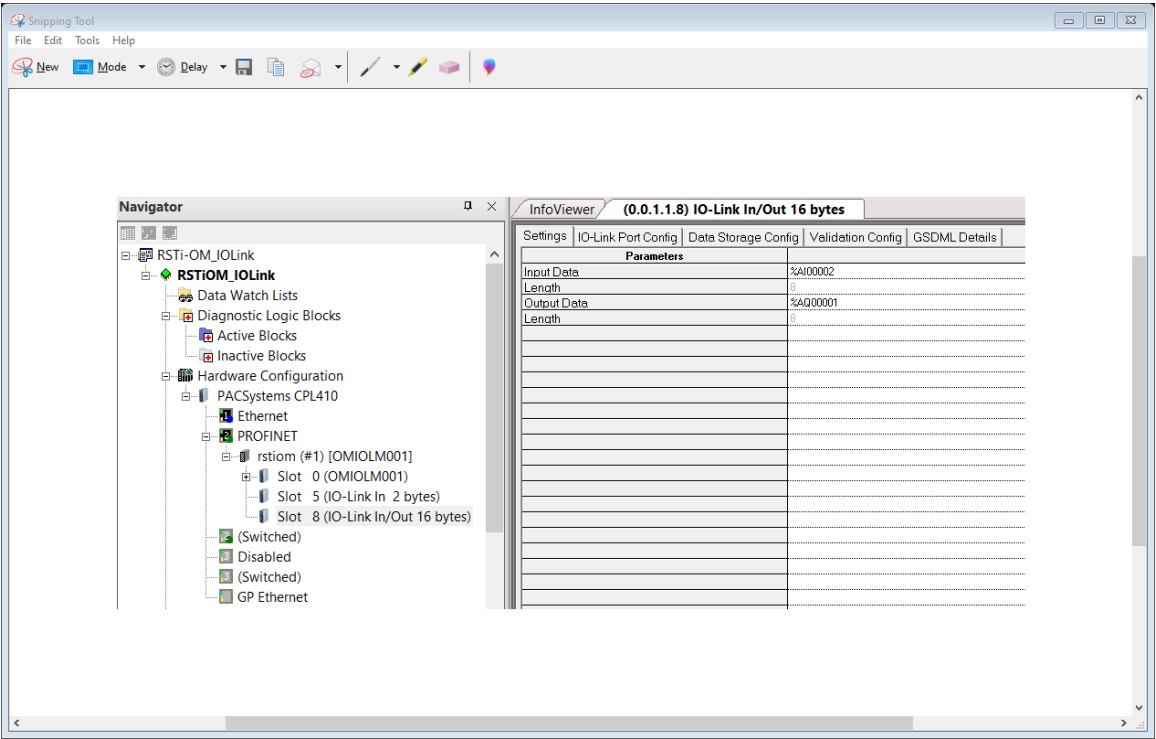 Snipping Tool
File Edit Tools Help
New Mode Delay
Navigator
InfoViewer (0.0.1.1.8) IO-Link In/Out 16 bytes
Settings IO-Link Port Config Data Storage Config Validation Config GSDML Details
RSTi-OM_IOLink
RSTiOM_IOLink
Data Watch Lists
Diagnostic Logic Blocks
Active Blocks
Inactive Blocks
Hardware Configuration
PACSystems CPL410
Ethernet
PROFINET
rstiom (#1) [OMIOLM001]
Slot 0 (OMIOLM001)
Slot 5 (IO-Link In 2 bytes)
Slot 8 (IO-Link In/Out 16 bytes)
(Switched)
Disabled
(Switched)
GP Ethernet
Parameters
Input Data %AI00002
Length 8
Output Data %AQ00001
Length 8